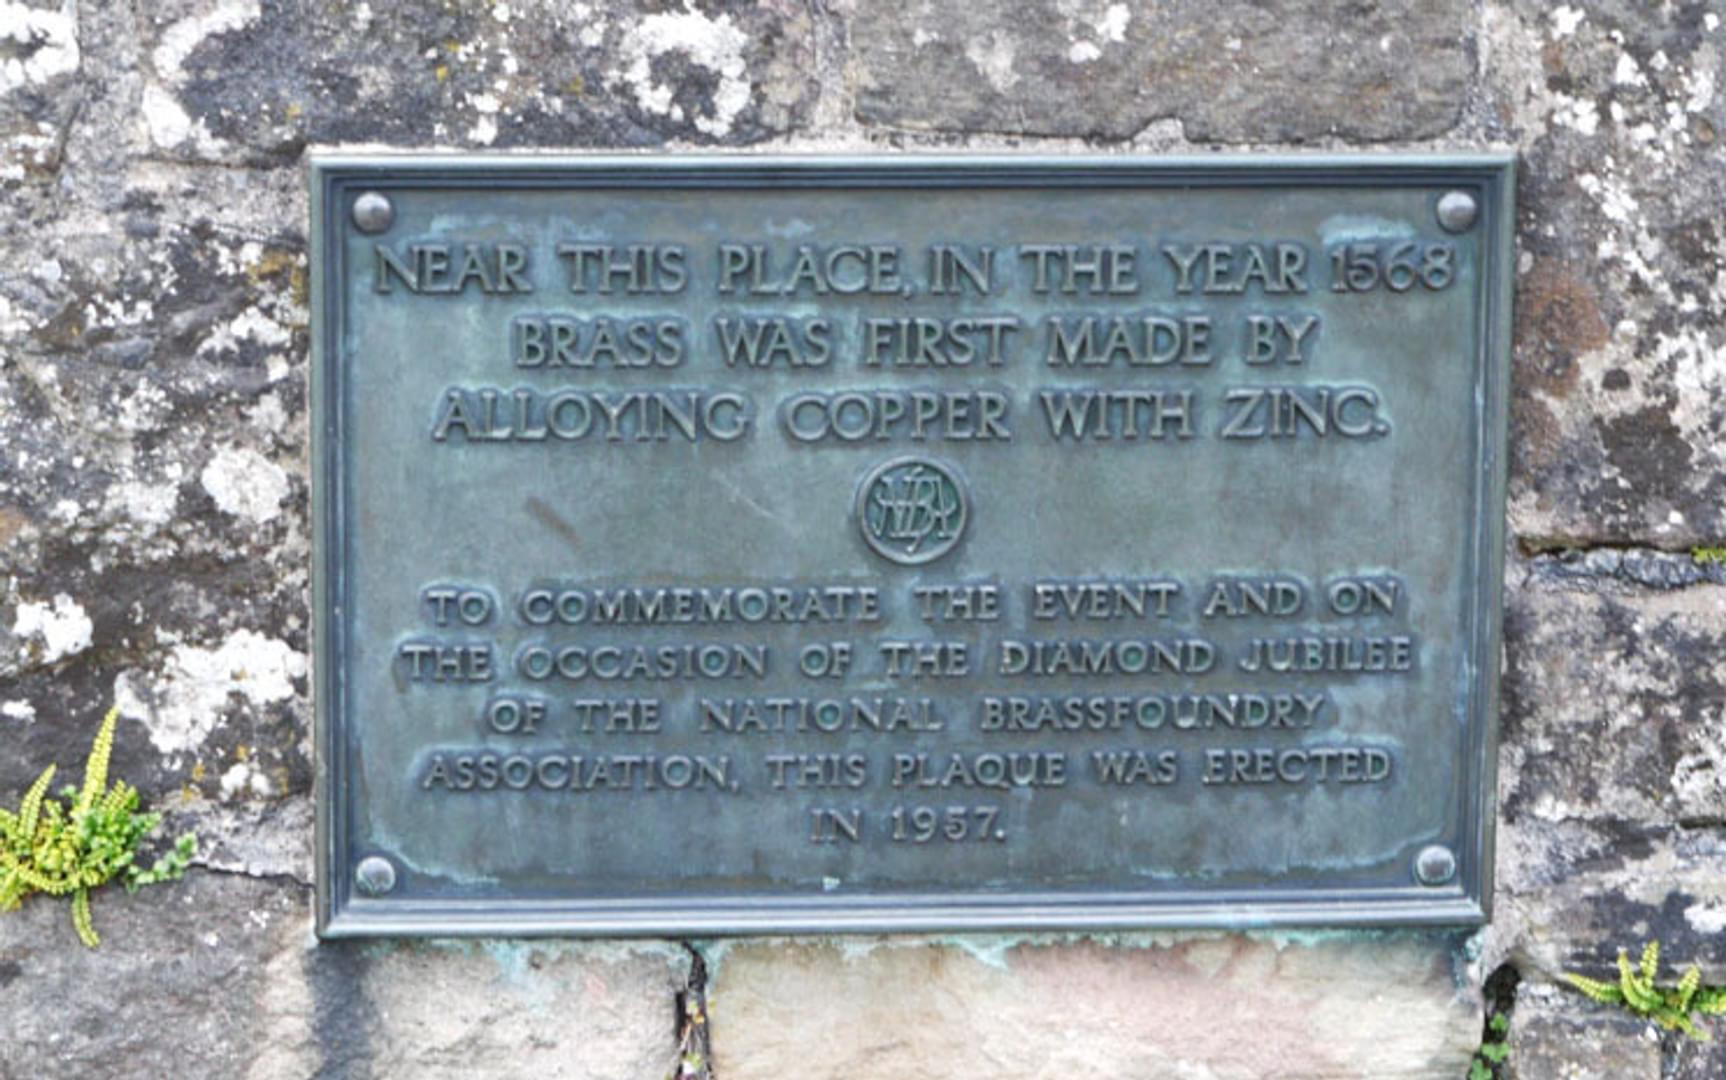 NEAR THIS PLACE, IN THE YEAR 1568
BRASS WAS FIRST MADE BY
ALLOYING COPPER WITH ZINC.
TO COMMEMORATE THE EVENT AND ON
THE OCCASION OF THE DIAMOND JUBILEE
OF THE NATIONAL BRASSFOUNDRY
ASSOCIATION, THIS PLAQUE WAS ERECTED
IN 1957.